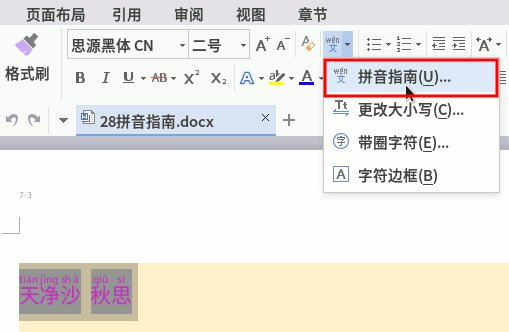 页面布局 引用 审阅 视图 章节
格式刷
思源黑体 CN 二号 A+ A- wén 文
B I U AB X² X₂ A ab A
wén 文 拼音指南(U)...
Tt 更改大小写(C)...
字 带圈字符(E)...
A 字符边框(B)
28拼音指南.docx
7-3
tiān jìng shā qiū sī
天净沙 秋思